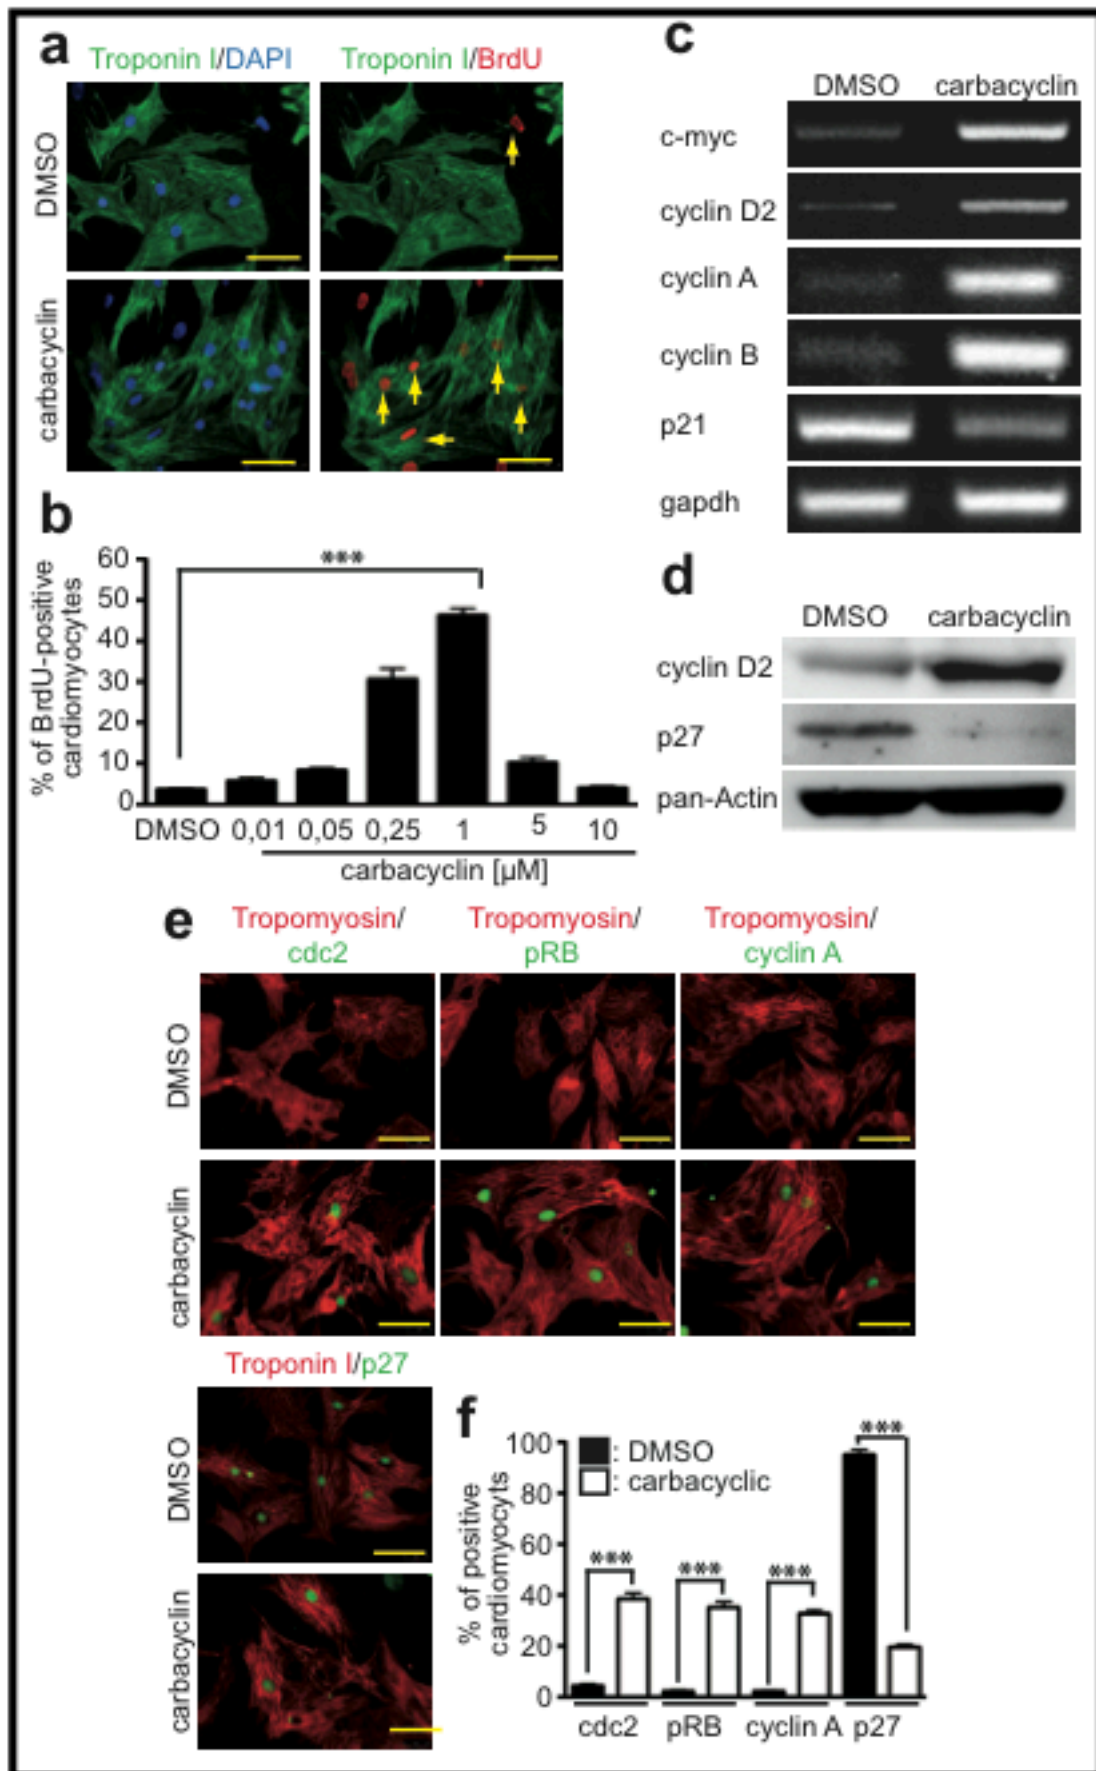 a
Troponin I/DAPI
Troponin I/BrdU
DMSO
carbacyclin
b
% of BrdU-positive
cardiomyocytes
60
50
40
30
20
10
0
***
DMSO 0,01 0,05 0,25 1 5 10
carbacyclin [µM]
c
DMSO carbacyclin
c-myc
cyclin D2
cyclin A
cyclin B
p21
gapdh
d
DMSO carbacyclin
cyclin D2
p27
pan-Actin
e
Tropomyosin/
cdc2
Tropomyosin/
pRB
Tropomyosin/
cyclin A
DMSO
carbacyclin
Troponin I/p27
DMSO
carbacyclin
f
% of positive
cardiomyocyts
100
80
60
40
20
0
: DMSO
: carbacyclic
*** *** *** ***
cdc2 pRB cyclin A p27